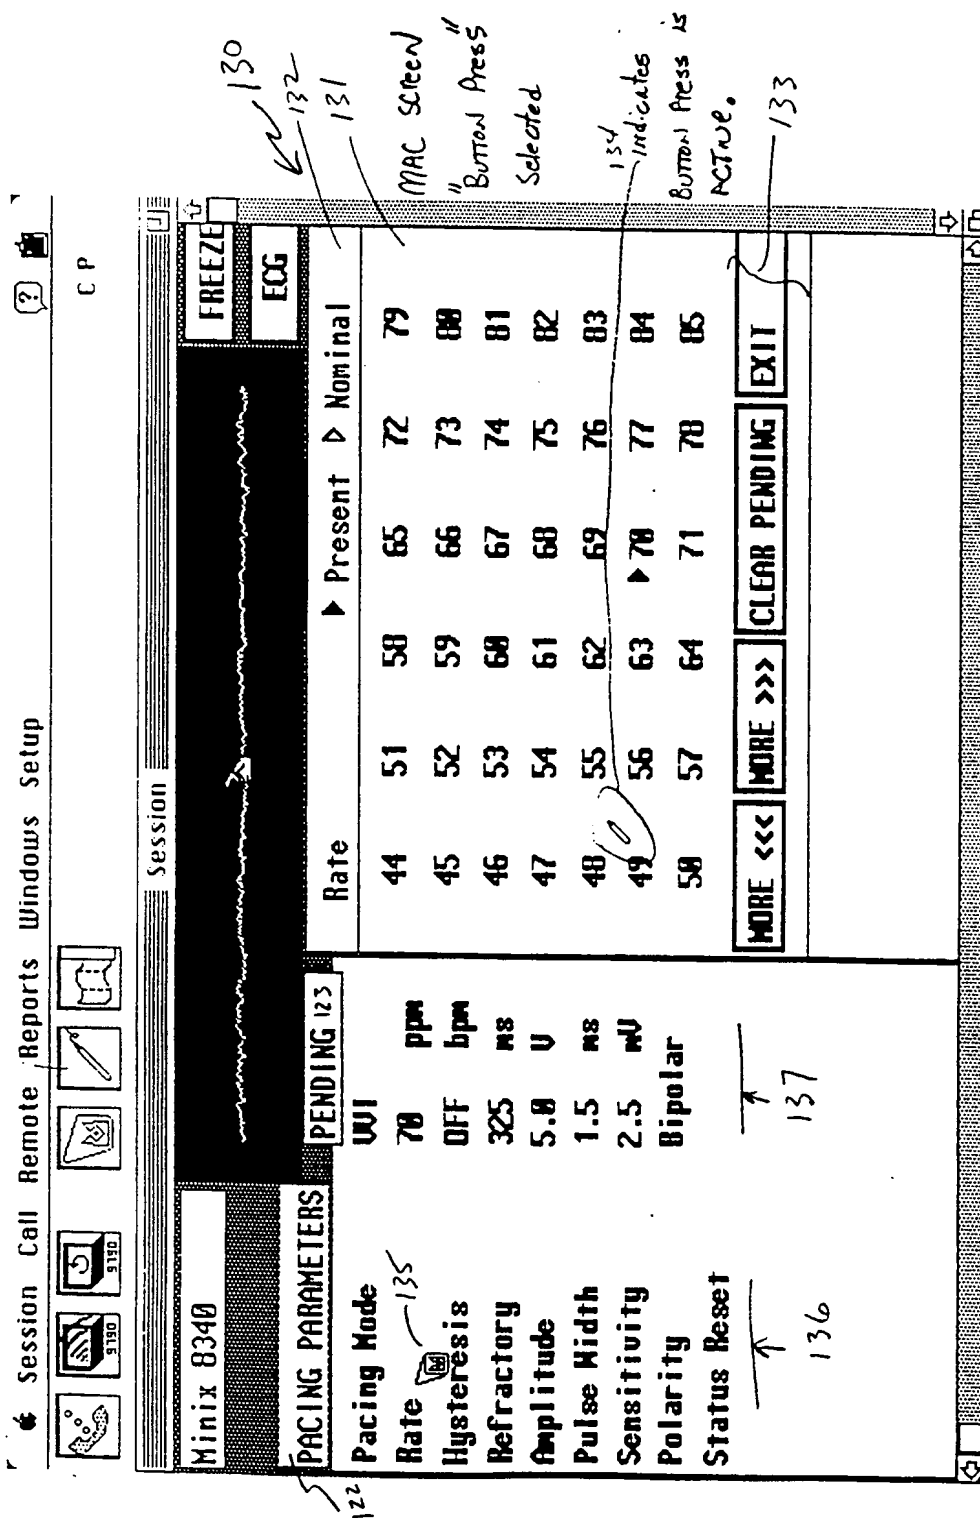 Session Call Remote Reports Windows Setup
?
9190 9190
C P
Session
Minix 8340
FREEZE
ECG
PACING PARAMETERS
PENDING 123
Rate ▶ Present ▷ Nominal
Pacing Mode VVI
Rate 70 ppm
Hysteresis OFF bpm
Refractory 325 ms
Amplitude 5.0 V
Pulse Width 1.5 ms
Sensitivity 2.5 mV
Polarity Bipolar
Status Reset
44 51 58 65 72 79
45 52 59 66 73 80
46 53 60 67 74 81
47 54 61 68 75 82
48 55 62 69 76 83
49 56 63 ▶70 77 84
50 57 64 71 78 85
MORE <<< MORE >>> CLEAR PENDING EXIT
122
135
136
137
130
132
131
MAC SCREEN
"Button Press"
Selected
134
indicates
Button Press is
ACTIVE.
133